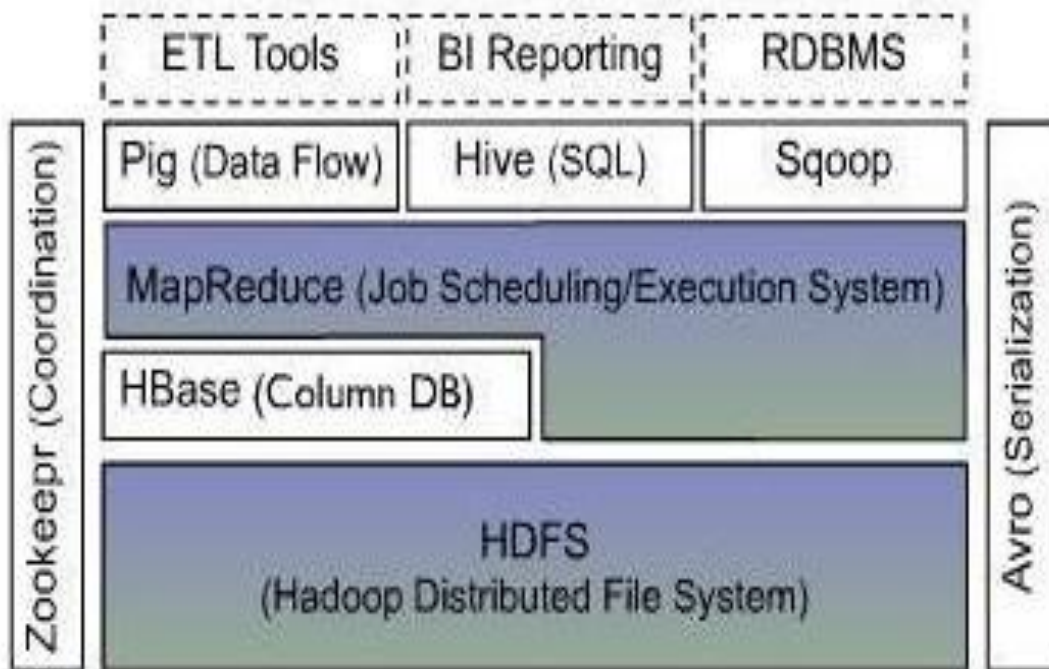 ETL Tools
BI Reporting
RDBMS
Pig (Data Flow)
Hive (SQL)
Sqoop
MapReduce (Job Scheduling/Execution System)
HBase (Column DB)
HDFS
(Hadoop Distributed File System)
Zookeepr (Coordination)
Avro (Serialization)